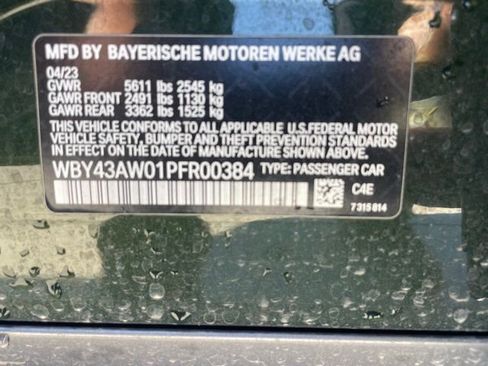 MFD BY BAYERISCHE MOTOREN WERKE AG
04/23
GVWR 5611 lbs 2545 kg
GAWR FRONT 2491 lbs 1130 kg
GAWR REAR 3362 lbs 1525 kg
THIS VEHICLE CONFORMS TO ALL APPLICABLE U.S.FEDERAL MOTOR
VEHICLE SAFETY, BUMPER AND THEFT PREVENTION STANDARDS
IN EFFECT ON THE DATE OF MANUFACTURE SHOWN ABOVE.
WBY43AW01PFR00384 TYPE: PASSENGER CAR
C4E
7315814